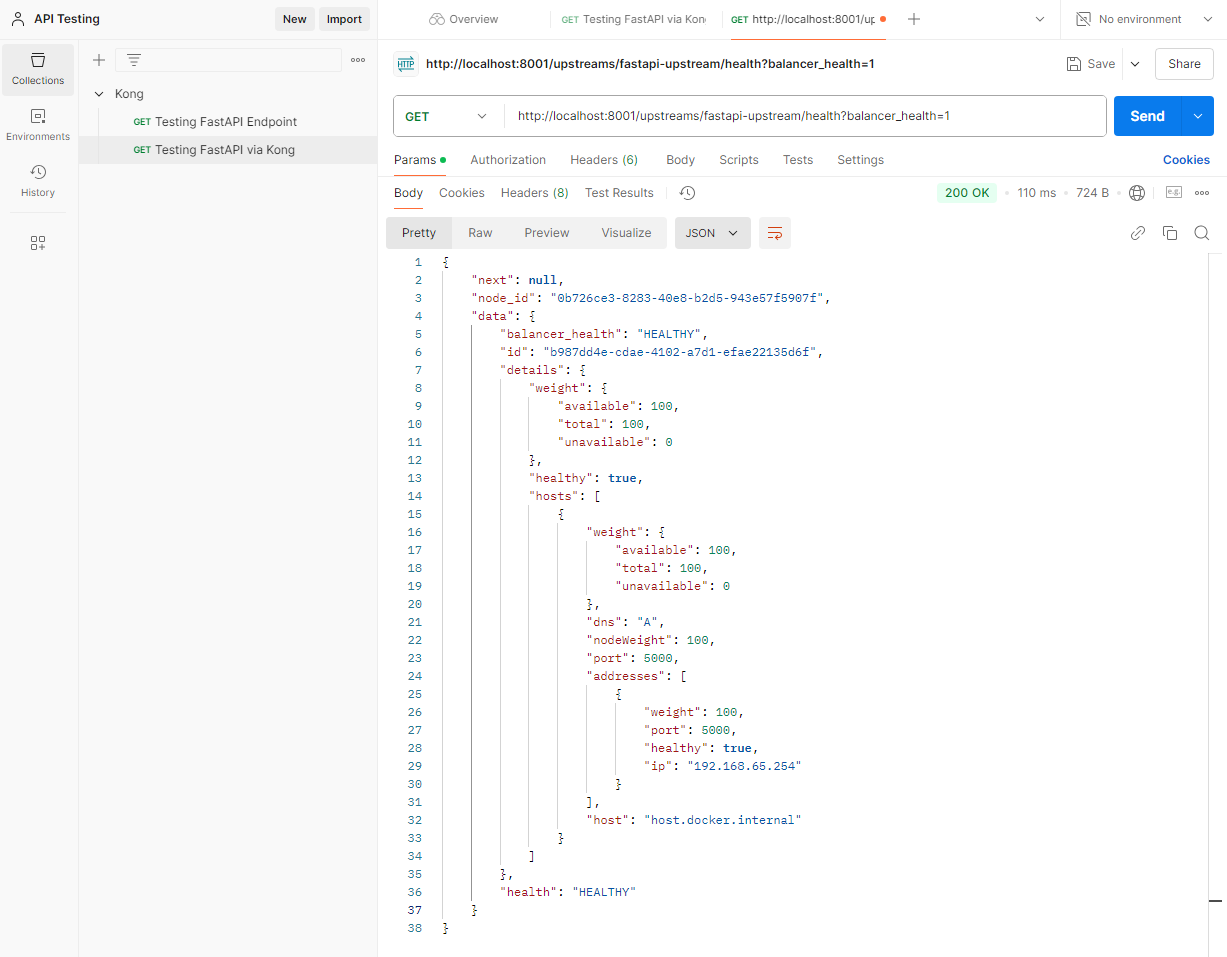 API Testing
New
Import
Overview
GET Testing FastAPI via Kon
GET http://localhost:8001/up
No environment
Collections
Environments
History
Kong
GET Testing FastAPI Endpoint
GET Testing FastAPI via Kong
HTTP http://localhost:8001/upstreams/fastapi-upstream/health?balancer_health=1
Save
Share
GET
http://localhost:8001/upstreams/fastapi-upstream/health?balancer_health=1
Send
Params Authorization Headers (6) Body Scripts Tests Settings
Cookies
Body Cookies Headers (8) Test Results
200 OK 110 ms 724 B e.g.
Pretty Raw Preview Visualize JSON
1 {
2 "next": null,
3 "node_id": "0b726ce3-8283-40e8-b2d5-943e57f5907f",
4 "data": {
5 "balancer_health": "HEALTHY",
6 "id": "b987dd4e-cdae-4102-a7d1-efae22135d6f",
7 "details": {
8 "weight": {
9 "available": 100,
10 "total": 100,
11 "unavailable": 0
12 },
13 "healthy": true,
14 "hosts": [
15 {
16 "weight": {
17 "available": 100,
18 "total": 100,
19 "unavailable": 0
20 },
21 "dns": "A",
22 "nodeWeight": 100,
23 "port": 5000,
24 "addresses": [
25 {
26 "weight": 100,
27 "port": 5000,
28 "healthy": true,
29 "ip": "192.168.65.254"
30 }
31 ],
32 "host": "host.docker.internal"
33 }
34 ]
35 },
36 "health": "HEALTHY"
37 }
38 }